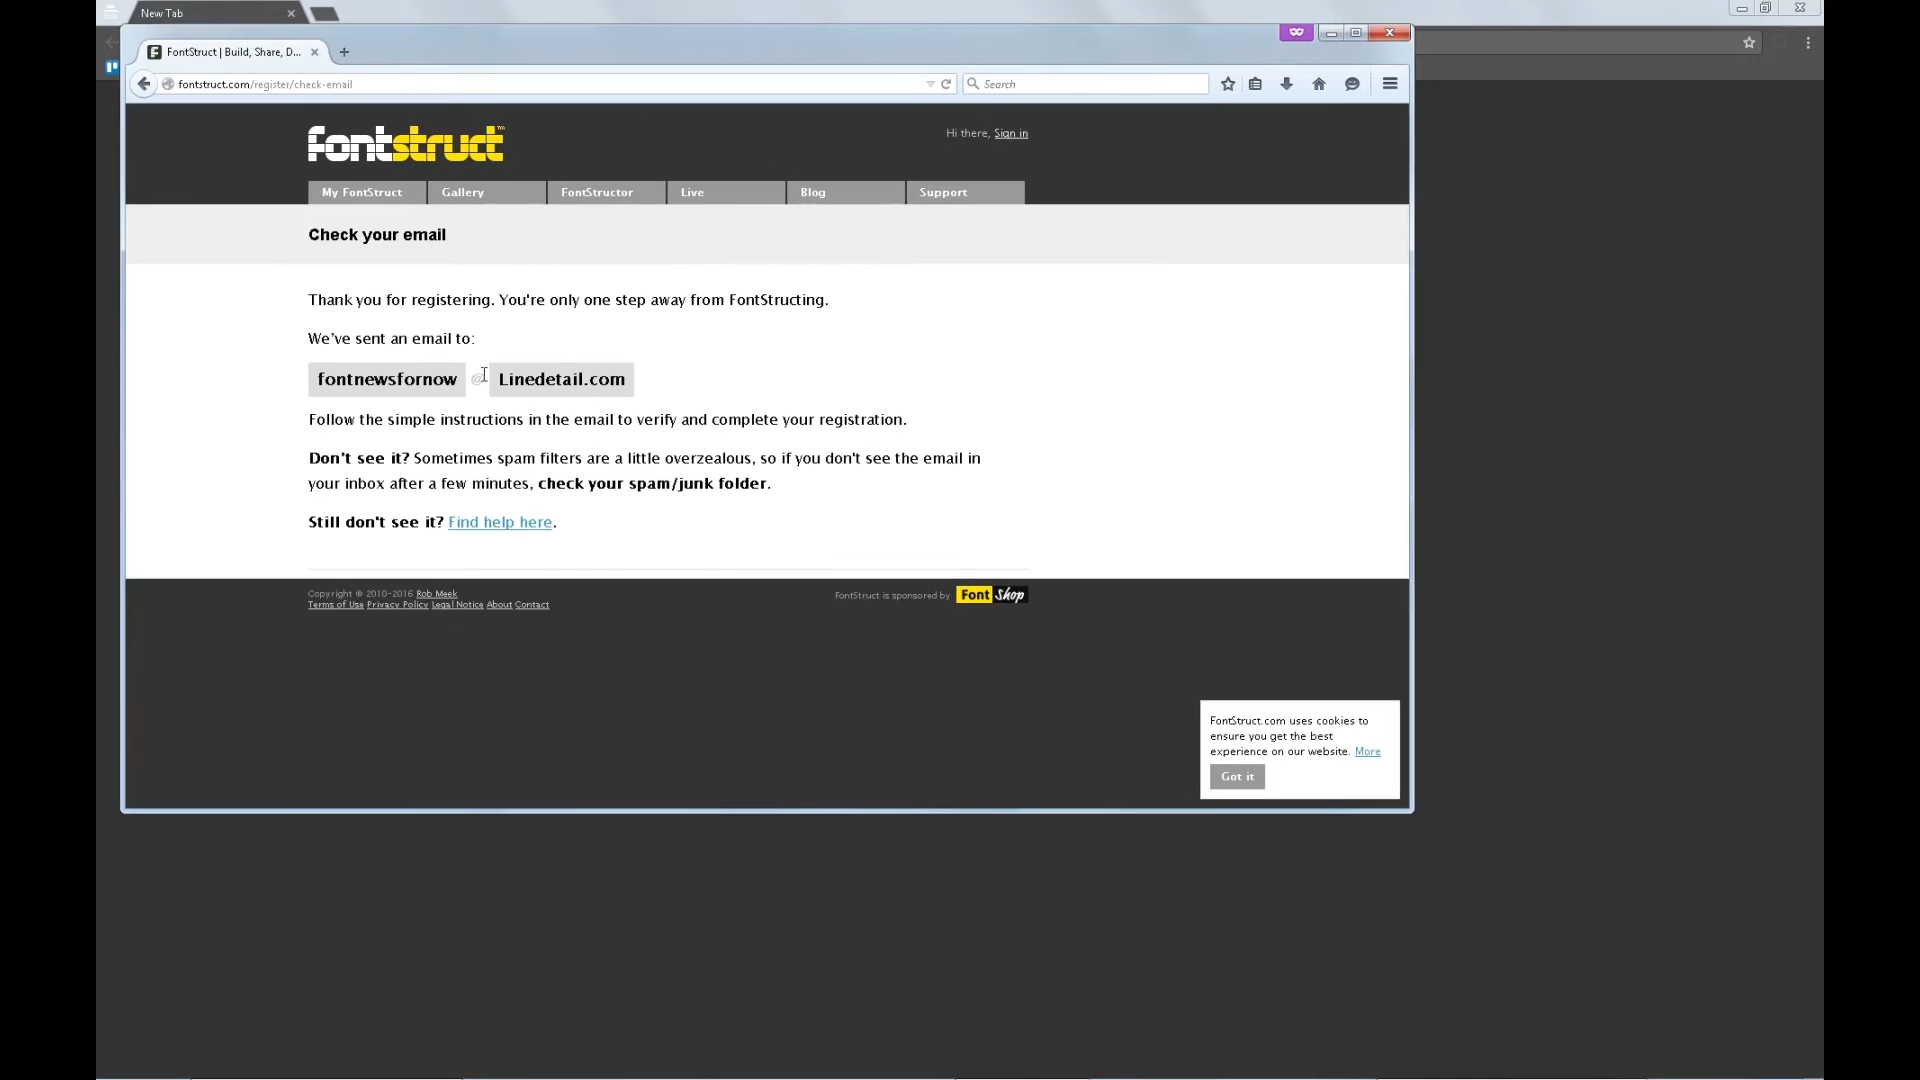 New Tab
FontStruct | Build, Share, D...
fontstruct.com/register/check-email
Search
fontstruct™
Hi there, Sign in
My FontStruct Gallery FontStructor Live Blog Support
Check your email
Thank you for registering. You're only one step away from FontStructing.
We've sent an email to:
fontnewsfornow @ Linedetail.com
Follow the simple instructions in the email to verify and complete your registration.
Don't see it? Sometimes spam filters are a little overzealous, so if you don't see the email in
your inbox after a few minutes, check your spam/junk folder.
Still don't see it? Find help here.
Copyright © 2010-2016 Rob Meek
Terms of Use Privacy Policy Legal Notice About Contact
FontStruct is sponsored by Font Shop
FontStruct.com uses cookies to
ensure you get the best
experience on our website. More
Got it